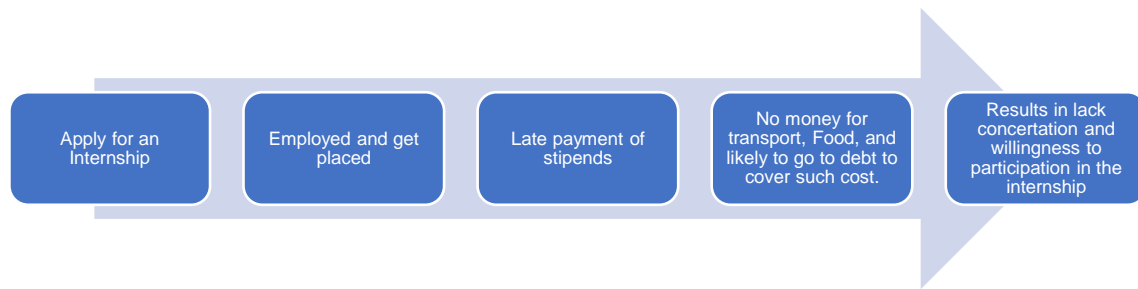 Apply for an
Internship
Employed and get
placed
Late payment of
stipends
No money for
transport, Food, and
likely to go to debt to
cover such cost.
Results in lack
concertation and
willingness to
participation in the
internship